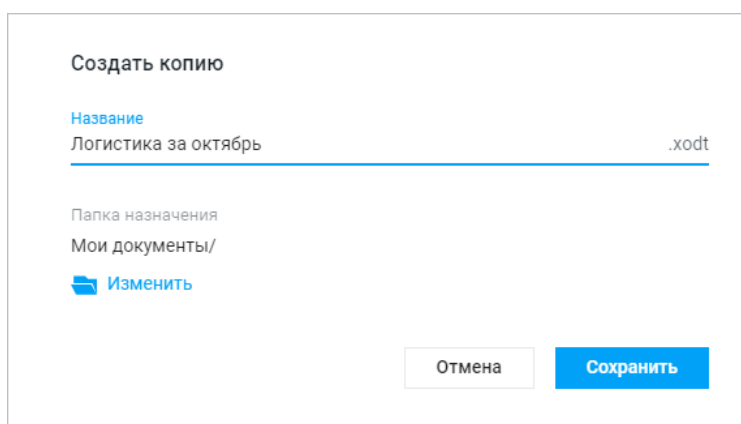 Создать копию
Название
Логистика за октябрь .xodt
Папка назначения
Мои документы/
Изменить
Отмена Сохранить